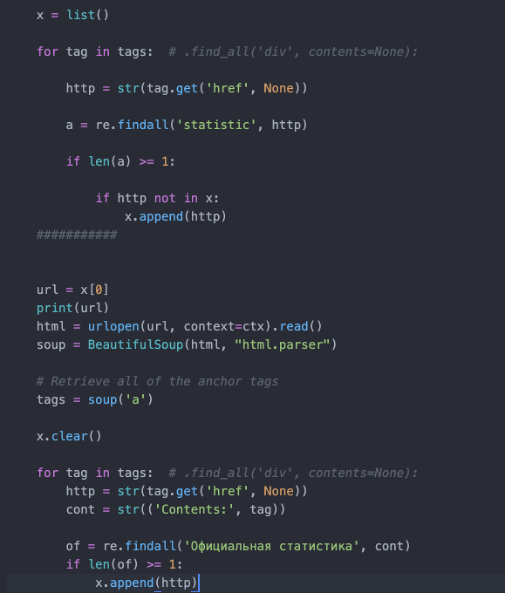 x = list()
for tag in tags:  # .find_all('div', contents=None):
http = str(tag.get('href', None))
a = re.findall('statistic', http)
if len(a) >= 1:
if http not in x:
x.append(http)
###########
url = x[0]
print(url)
html = urlopen(url, context=ctx).read()
soup = BeautifulSoup(html, "html.parser")
# Retrieve all of the anchor tags
tags = soup('a')
x.clear()
for tag in tags:  # .find_all('div', contents=None):
http = str(tag.get('href', None))
cont = str(('Contents:', tag))
of = re.findall('Официальная статистика', cont)
if len(of) >= 1:
x.append(http)